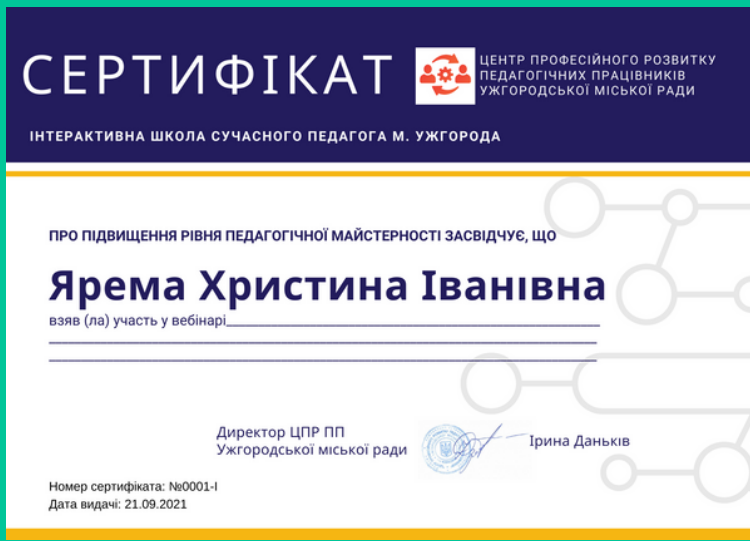 СЕРТИФІКАТ
ЦЕНТР ПРОФЕСІЙНОГО РОЗВИТКУ
ПЕДАГОГІЧНИХ ПРАЦІВНИКІВ
УЖГОРОДСЬКОЇ МІСЬКОЇ РАДИ
ІНТЕРАКТИВНА ШКОЛА СУЧАСНОГО ПЕДАГОГА М. УЖГОРОДА
ПРО ПІДВИЩЕННЯ РІВНЯ ПЕДАГОГІЧНОЇ МАЙСТЕРНОСТІ ЗАСВІДЧУЄ, ЩО
Ярема Христина Іванівна
взяв (ла) участь у вебінарі
Директор ЦПР ПП
Ужгородської міської ради
Ірина Даньків
Номер сертифіката: №0001-І
Дата видачі: 21.09.2021